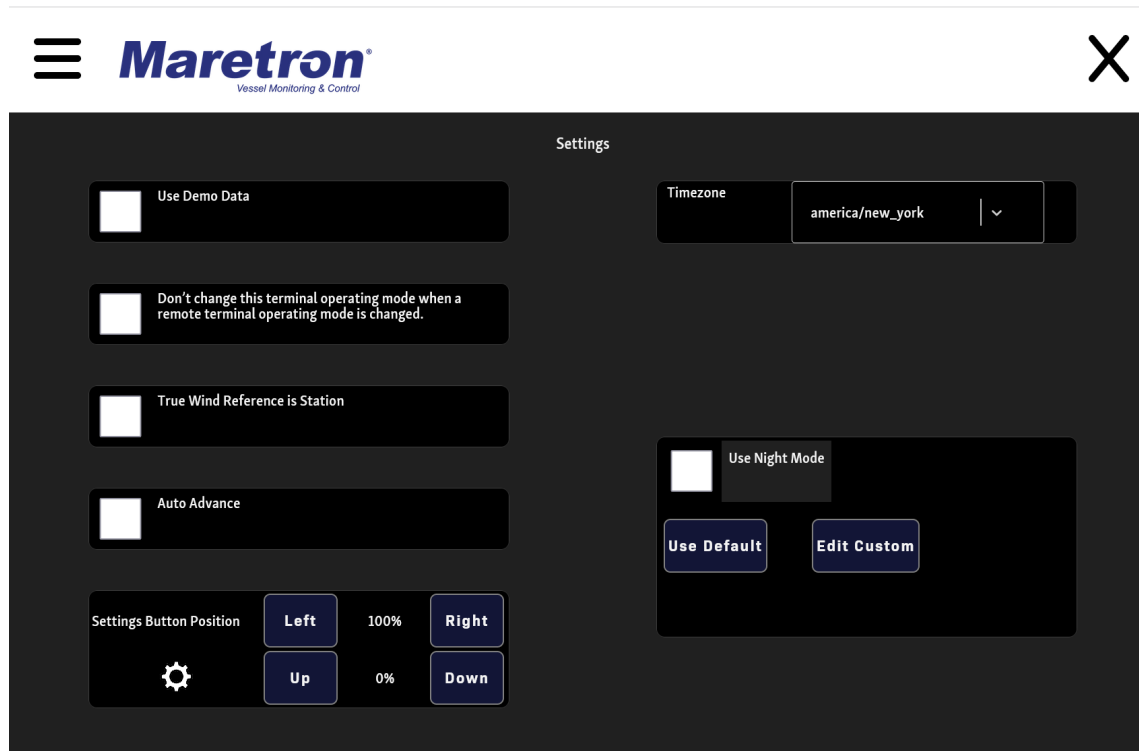 Maretron®
Vessel Monitoring & Control
Settings
Use Demo Data
Timezone
america/new_york
Don't change this terminal operating mode when a
remote terminal operating mode is changed.
True Wind Reference is Station
Use Night Mode
Auto Advance
Use Default Edit Custom
Settings Button Position Left 100% Right
Up 0% Down